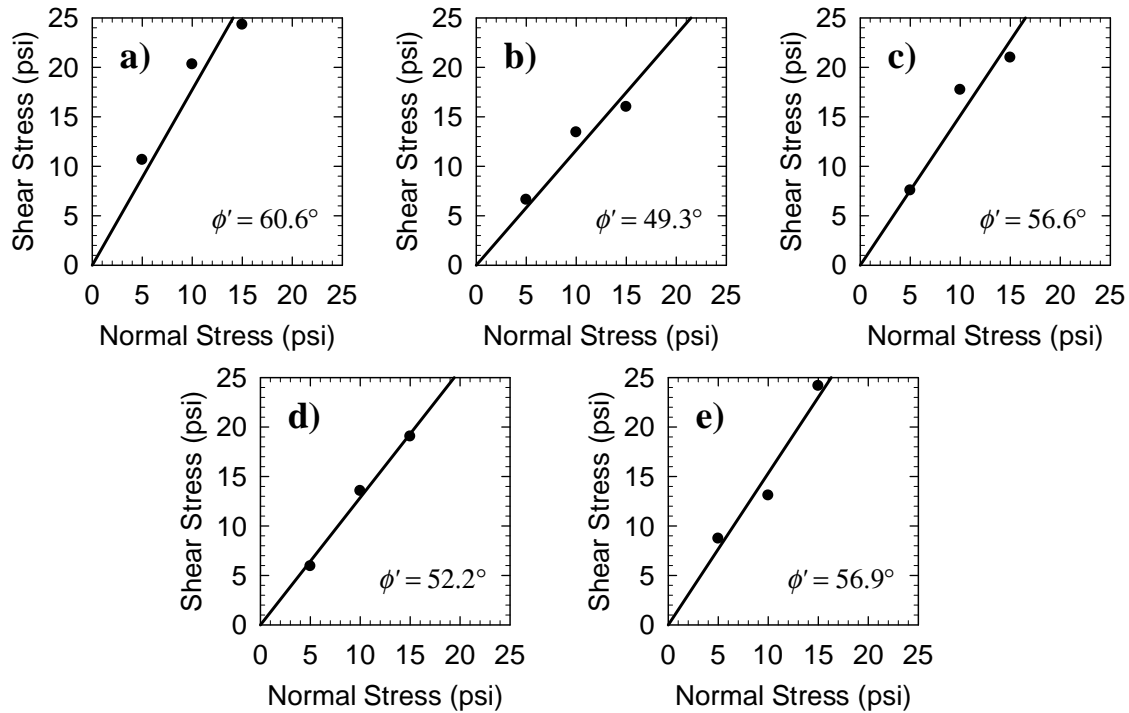 a)
Shear Stress (psi)
25
20
15
10
5
0
ϕ′ = 60.6°
0 5 10 15 20 25
Normal Stress (psi)
b)
Shear Stress (psi)
25
20
15
10
5
0
ϕ′ = 49.3°
0 5 10 15 20 25
Normal Stress (psi)
c)
Shear Stress (psi)
25
20
15
10
5
0
ϕ′ = 56.6°
0 5 10 15 20 25
Normal Stress (psi)
d)
Shear Stress (psi)
25
20
15
10
5
0
ϕ′ = 52.2°
0 5 10 15 20 25
Normal Stress (psi)
e)
Shear Stress (psi)
25
20
15
10
5
0
ϕ′ = 56.9°
0 5 10 15 20 25
Normal Stress (psi)